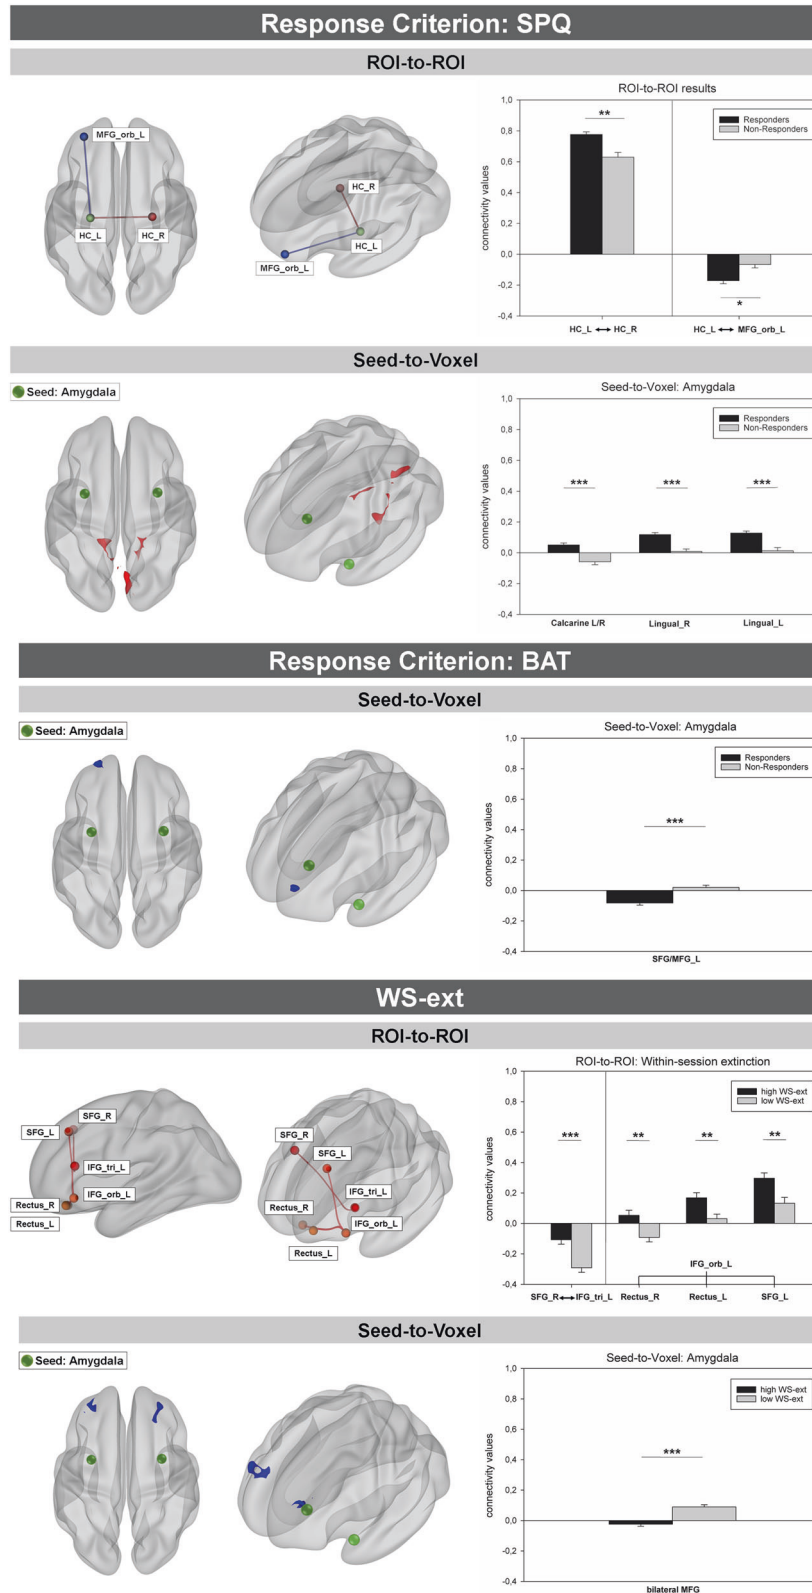 Response Criterion: SPQ
ROI-to-ROI
MFG_orb_L
HC_L
HC_R
HC_R
HC_L
MFG_orb_L
ROI-to-ROI results
connectivity values
1,0
0,8
0,6
0,4
0,2
0,0
-0,2
-0,4
Responders
Non-Responders
**
*
HC_L ↔ HC_R
HC_L ↔ MFG_orb_L
Seed-to-Voxel
Seed: Amygdala
Seed-to-Voxel: Amygdala
connectivity values
1,0
0,8
0,6
0,4
0,2
0,0
-0,2
-0,4
Responders
Non-Responders
***
***
***
Calcarine L/R
Lingual_R
Lingual_L
Response Criterion: BAT
Seed-to-Voxel
Seed: Amygdala
Seed-to-Voxel: Amygdala
connectivity values
1,0
0,8
0,6
0,4
0,2
0,0
-0,2
-0,4
Responders
Non-Responders
***
SFG/MFG_L
WS-ext
ROI-to-ROI
SFG_R
SFG_L
IFG_tri_L
IFG_orb_L
Rectus_R
Rectus_L
SFG_R
SFG_L
IFG_tri_L
Rectus_R
IFG_orb_L
Rectus_L
ROI-to-ROI: Within-session extinction
connectivity values
1,0
0,8
0,6
0,4
0,2
0,0
-0,2
-0,4
high WS-ext
low WS-ext
***
**
**
**
IFG_orb_L
SFG_R↔IFG_tri_L
Rectus_R
Rectus_L
SFG_L
Seed-to-Voxel
Seed: Amygdala
Seed-to-Voxel: Amygdala
connectivity values
1,0
0,8
0,6
0,4
0,2
0,0
-0,2
-0,4
high WS-ext
low WS-ext
***
bilateral MFG